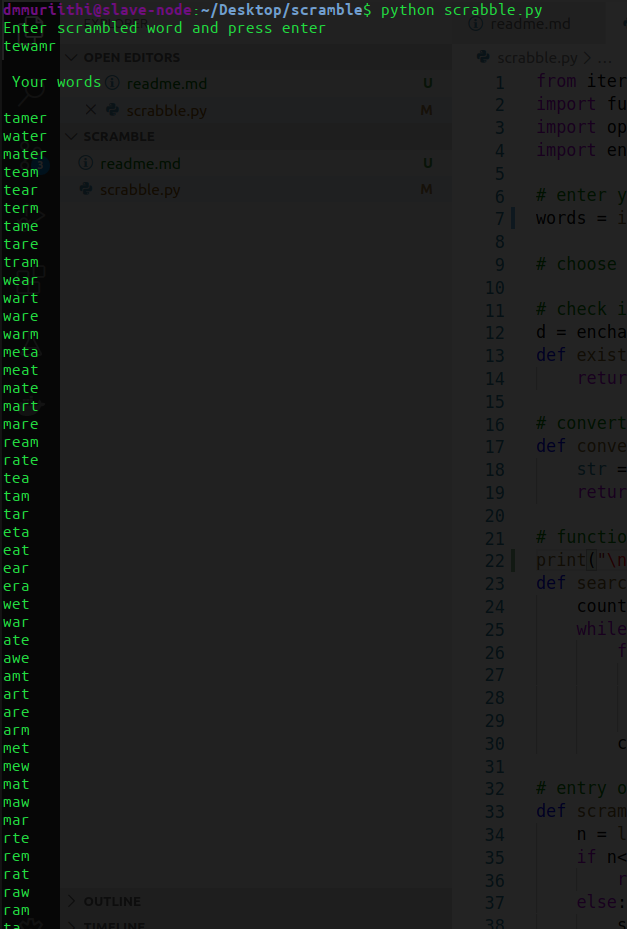 dmmuriithi@slave-node:~/Desktop/scramble$ python scrabble.py
Enter scrambled word and press enter
tewamr
Your words
tamer
water
mater
team
tear
term
tame
tare
tram
wear
wart
ware
warm
meta
meat
mate
mart
mare
ream
rate
tea
tam
tar
eta
eat
ear
era
wet
war
ate
awe
amt
art
are
arm
met
mew
mat
maw
mar
rte
rem
rat
raw
ram
ta
OPEN EDITORS
readme.md U
scrabble.py M
SCRAMBLE
readme.md U
scrabble.py M
OUTLINE
TIMELINE
readme.md
scrabble.py > ...
1 from iter
2 import fu
3 import op
4 import en
5
6 # enter y
7 words = i
8
9 # choose
10
11 # check i
12 d = encha
13 def exist
14 retur
15
16 # convert
17 def conve
18 str =
19 retur
20
21 # functio
22 print("\n
23 def searc
24 count
25 while
26 f
27
28
29
30 c
31
32 # entry o
33 def scram
34 n = l
35 if n<
36 r
37 else:
38 s